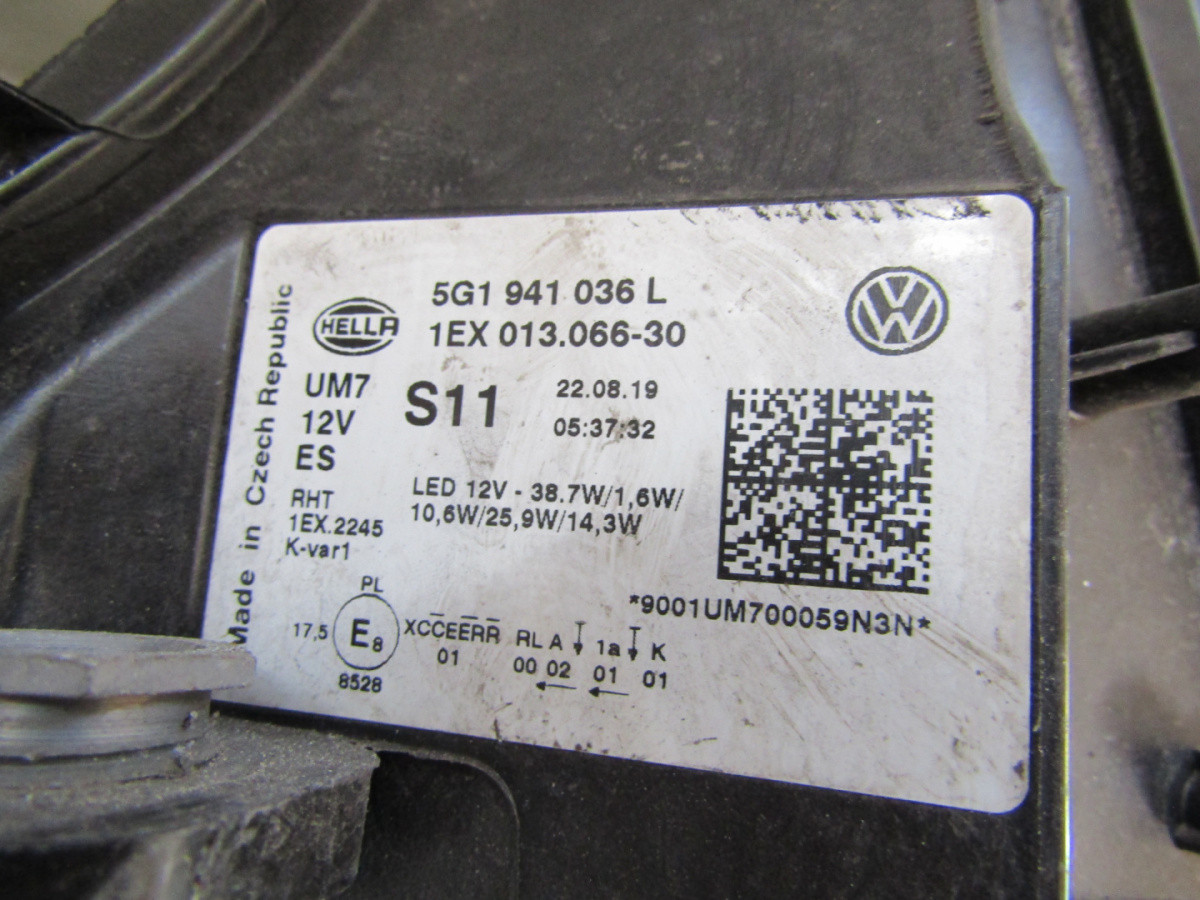 Made in Czech Republic
HELLA
5G1 941 036 L
1EX 013.066-30
UM7
12V
ES
S11
22.08.19
05:37:32
RHT
1EX.2245
K-var1
LED 12V - 38.7W/1,6W/
10,6W/25,9W/14,3W
*9001UM700059N3N*
PL
17,5 E8 XCC̅EE̅R̅R RL A 1a K
01 00 02 01 01
8528